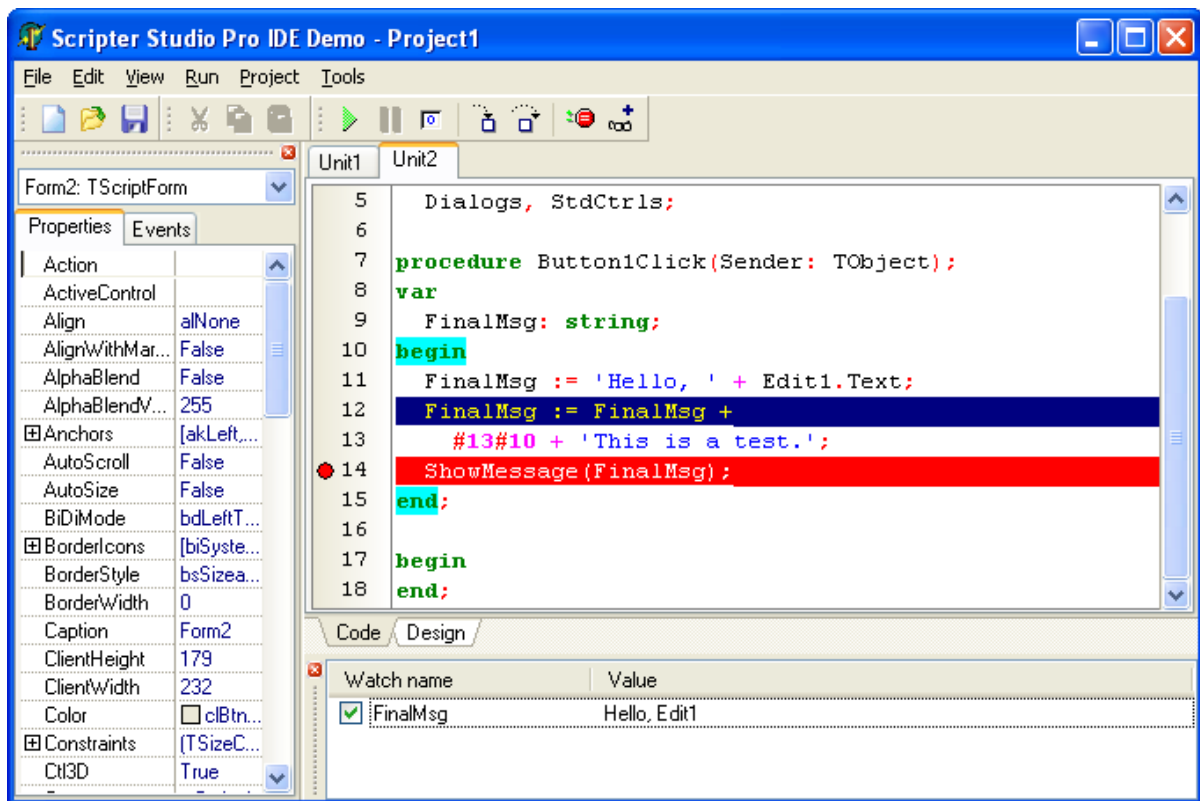 Scripter Studio Pro IDE Demo - Project1
File Edit View Run Project Tools
Form2: TScriptForm
Properties Events
Action
ActiveControl
Align alNone
AlignWithMar... False
AlphaBlend False
AlphaBlendV... 255
Anchors [akLeft,...
AutoScroll False
AutoSize False
BiDiMode bdLeftT...
BorderIcons [biSyste...
BorderStyle bsSizea...
BorderWidth 0
Caption Form2
ClientHeight 179
ClientWidth 232
Color clBtn...
Constraints (TSizeC...
Ctl3D True
Unit1 Unit2
5 Dialogs, StdCtrls;
6
7 procedure Button1Click(Sender: TObject);
8 var
9 FinalMsg: string;
10 begin
11 FinalMsg := 'Hello, ' + Edit1.Text;
12 FinalMsg := FinalMsg +
13 #13#10 + 'This is a test.';
14 ShowMessage(FinalMsg);
15 end;
16
17 begin
18 end;
Code Design
Watch name Value
FinalMsg Hello, Edit1